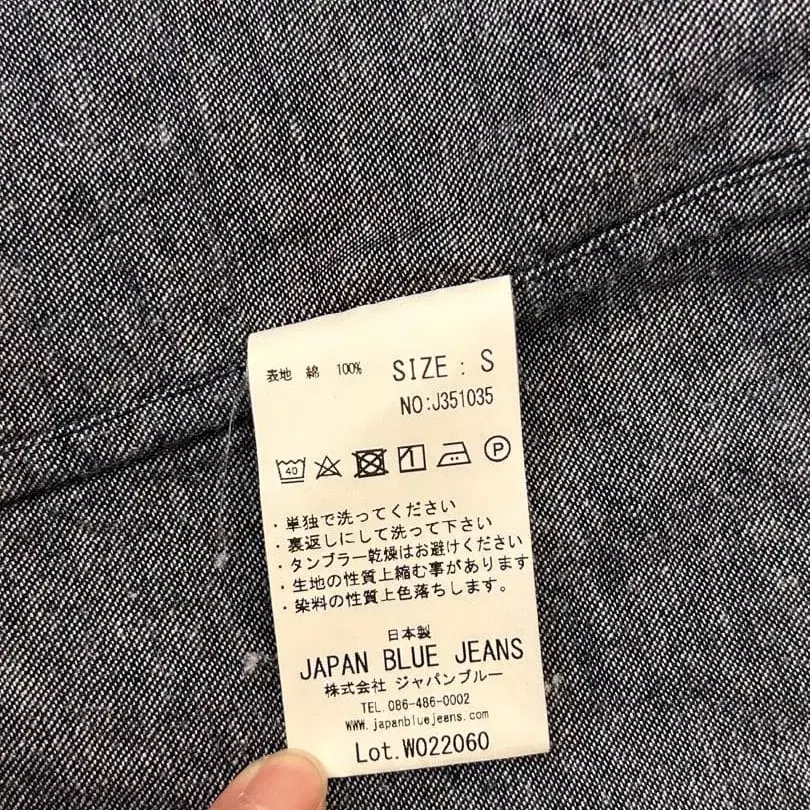 表地 綿 100% SIZE : S
NO:J351035
40 P
・単独で洗ってください
・裏返しにして洗って下さい
・タンブラー乾燥はお避けください
・生地の性質上縮む事があります
・染料の性質上色落ちします。
日本製
JAPAN BLUE JEANS
株式会社 ジャパンブルー
TEL.086-486-0002
WWW.japanbluejeans.com
Lot.W022060